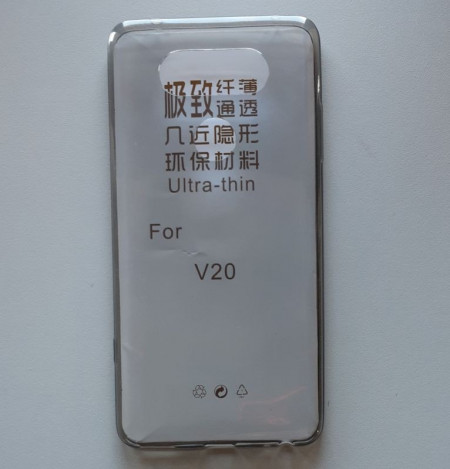 极致纤薄
通透
几近隐形
环保材料
Ultra-thin
For
V20